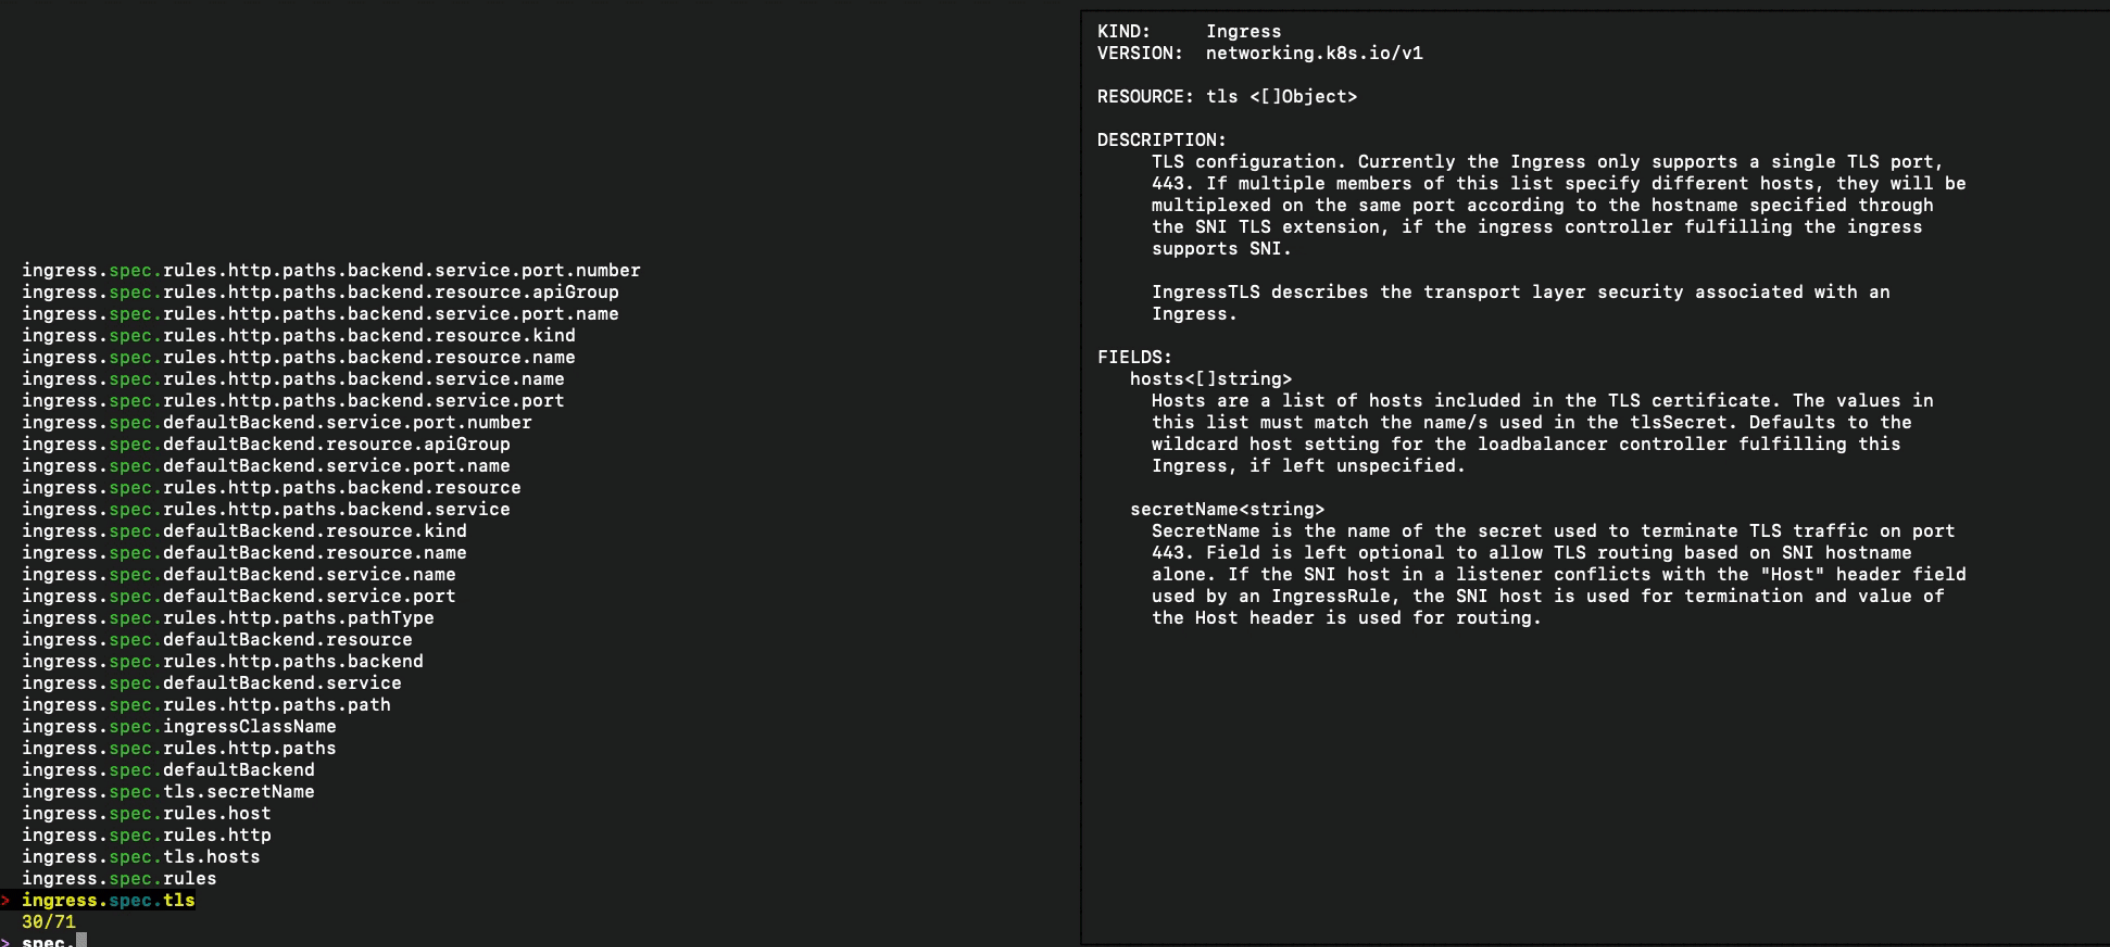 ingress.spec.rules.http.paths.backend.service.port.number
ingress.spec.rules.http.paths.backend.resource.apiGroup
ingress.spec.rules.http.paths.backend.service.port.name
ingress.spec.rules.http.paths.backend.resource.kind
ingress.spec.rules.http.paths.backend.resource.name
ingress.spec.rules.http.paths.backend.service.name
ingress.spec.rules.http.paths.backend.service.port
ingress.spec.defaultBackend.service.port.number
ingress.spec.defaultBackend.resource.apiGroup
ingress.spec.defaultBackend.service.port.name
ingress.spec.rules.http.paths.backend.resource
ingress.spec.rules.http.paths.backend.service
ingress.spec.defaultBackend.resource.kind
ingress.spec.defaultBackend.resource.name
ingress.spec.defaultBackend.service.name
ingress.spec.defaultBackend.service.port
ingress.spec.rules.http.paths.pathType
ingress.spec.defaultBackend.resource
ingress.spec.rules.http.paths.backend
ingress.spec.defaultBackend.service
ingress.spec.rules.http.paths.path
ingress.spec.ingressClassName
ingress.spec.rules.http.paths
ingress.spec.defaultBackend
ingress.spec.tls.secretName
ingress.spec.rules.host
ingress.spec.rules.http
ingress.spec.tls.hosts
ingress.spec.rules
> ingress.spec.tls
30/71
> spec.
KIND: Ingress
VERSION: networking.k8s.io/v1
RESOURCE: tls <[]Object>
DESCRIPTION:
TLS configuration. Currently the Ingress only supports a single TLS port,
443. If multiple members of this list specify different hosts, they will be
multiplexed on the same port according to the hostname specified through
the SNI TLS extension, if the ingress controller fulfilling the ingress
supports SNI.
IngressTLS describes the transport layer security associated with an
Ingress.
FIELDS:
hosts<[]string>
Hosts are a list of hosts included in the TLS certificate. The values in
this list must match the name/s used in the tlsSecret. Defaults to the
wildcard host setting for the loadbalancer controller fulfilling this
Ingress, if left unspecified.
secretName<string>
SecretName is the name of the secret used to terminate TLS traffic on port
443. Field is left optional to allow TLS routing based on SNI hostname
alone. If the SNI host in a listener conflicts with the "Host" header field
used by an IngressRule, the SNI host is used for termination and value of
the Host header is used for routing.